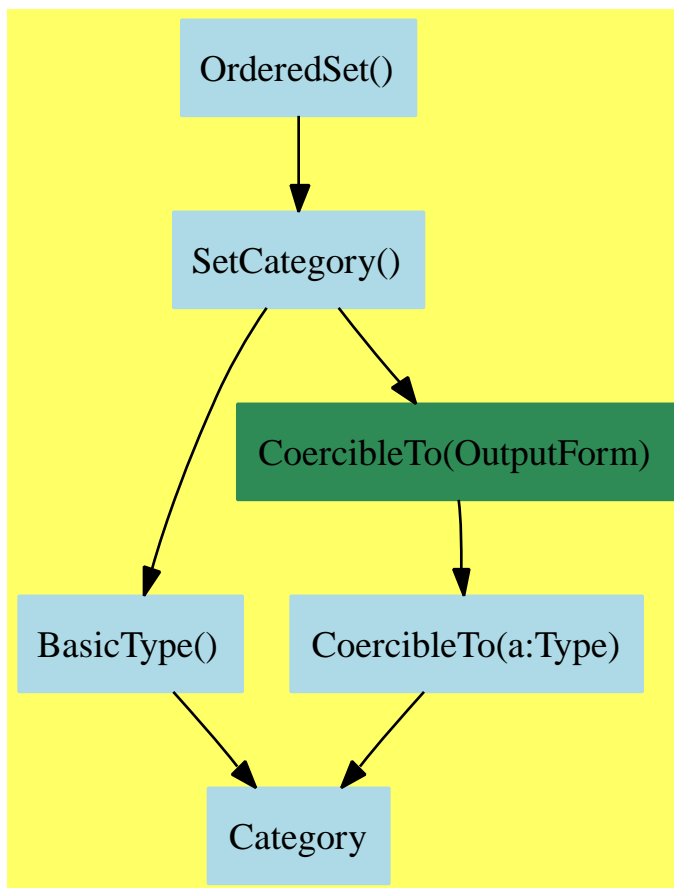 OrderedSet()
SetCategory()
CoercibleTo(OutputForm)
BasicType()
CoercibleTo(a:Type)
Category